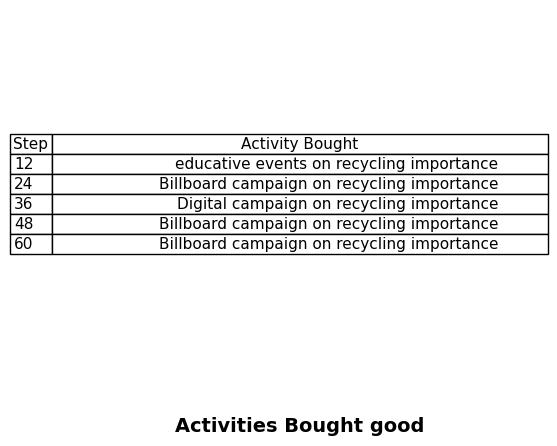 Step Activity Bought
12 educative events on recycling importance
24 Billboard campaign on recycling importance
36 Digital campaign on recycling importance
48 Billboard campaign on recycling importance
60 Billboard campaign on recycling importance
Activities Bought good